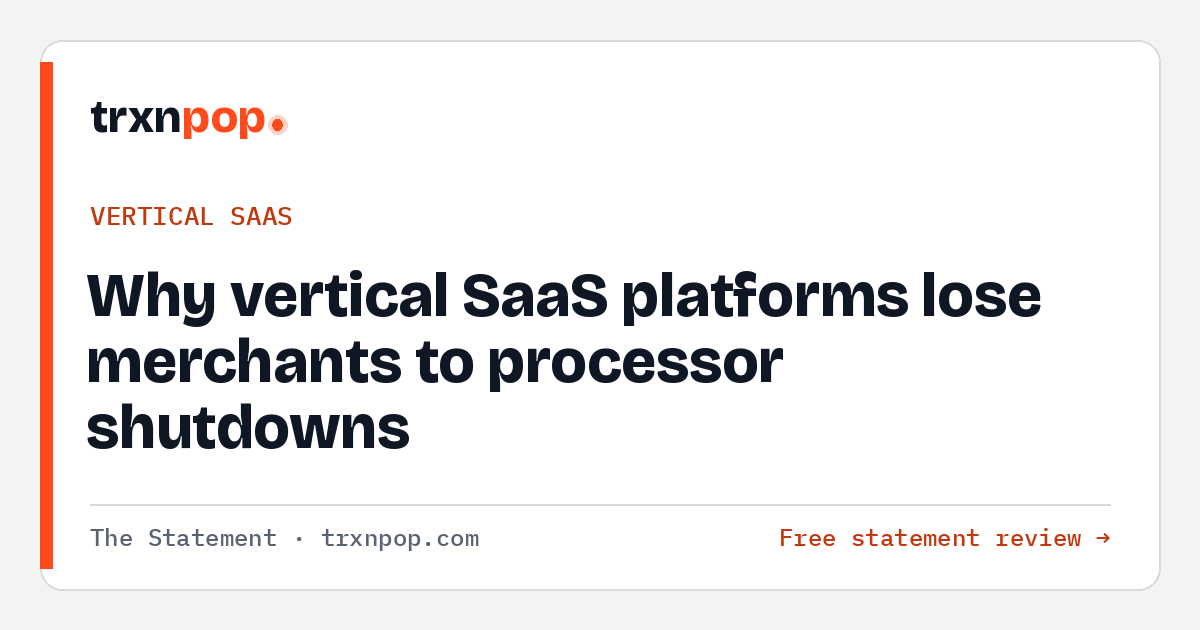 trxnpop
VERTICAL SAAS
Why vertical SaaS platforms lose
merchants to processor
shutdowns
The Statement · trxnpop.com
Free statement review →